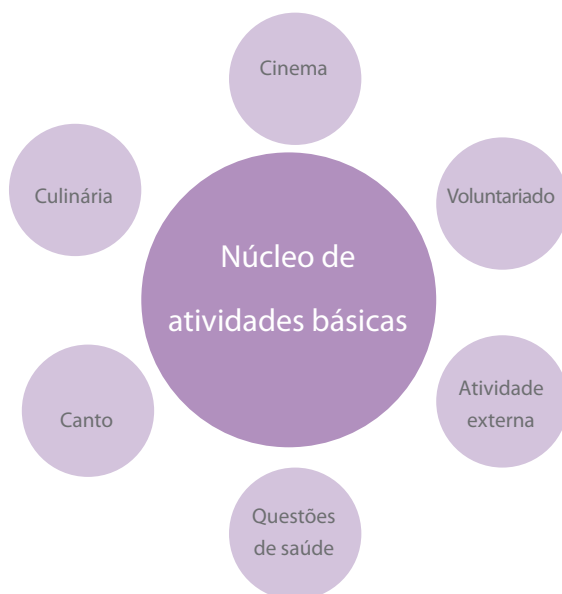 Cinema
Culinária
Voluntariado
Núcleo de
atividades básicas
Canto
Atividade
externa
Questões
de saúde